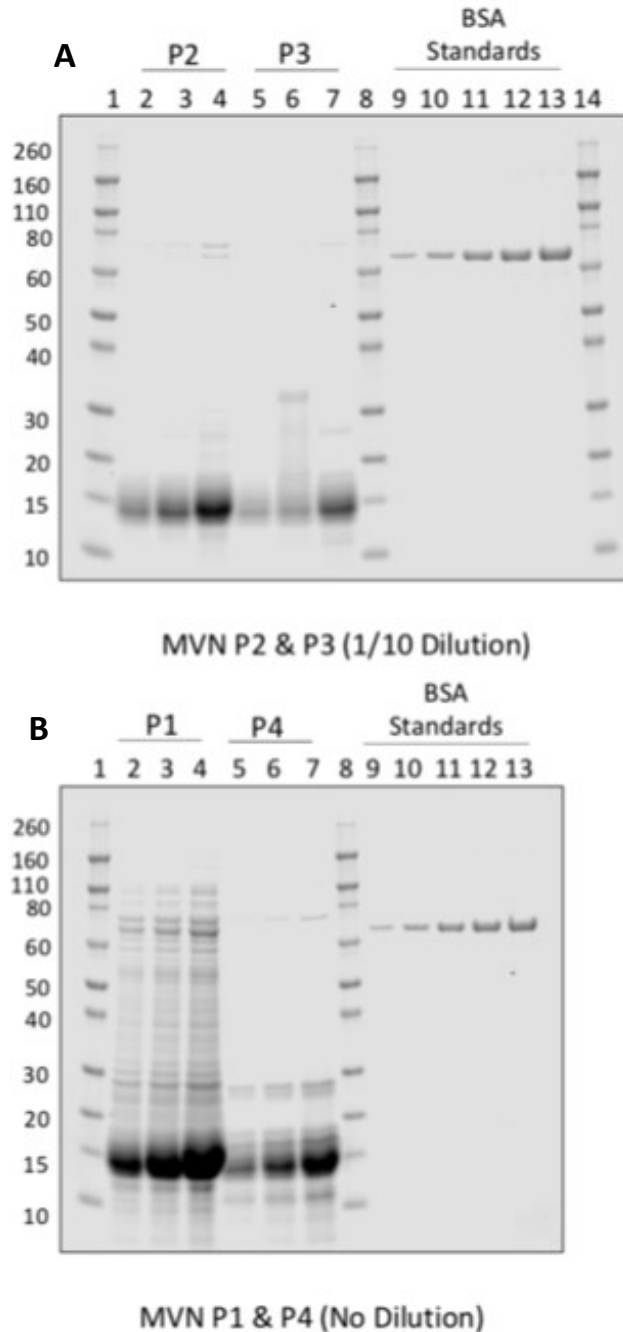 A
P2
P3
BSA
Standards
1 2 3 4 5 6 7 8 9 10 11 12 13 14
260
160
110
80
60
50
40
30
20
15
10
MVN P2 & P3 (1/10 Dilution)
B
P1
P4
BSA
Standards
1 2 3 4 5 6 7 8 9 10 11 12 13
260
160
110
80
60
50
40
30
20
15
10
MVN P1 & P4 (No Dilution)